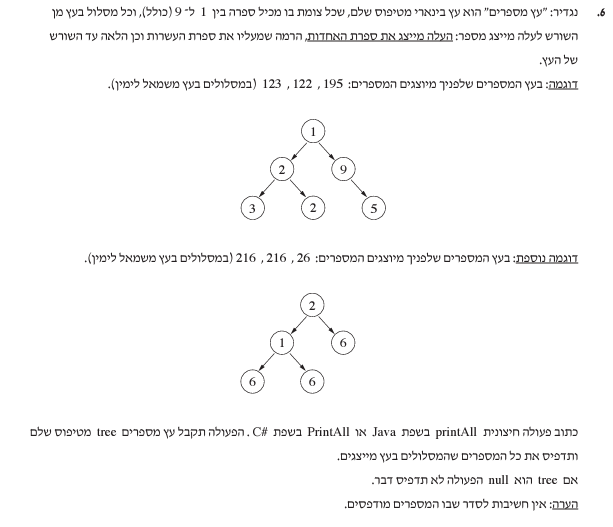 6. נגדיר: "עץ מספרים" הוא עץ בינארי מטיפוס שלם, שכל צומת בו מכיל ספרה בין 1 ל־ 9 (כולל), וכל מסלול בעץ מן
השורש לעלה מייצג מספר: העלה מייצג את ספרת האחדות, הרמה שמעליו את ספרת העשרות וכן הלאה עד השורש
של העץ.
דוגמה: בעץ המספרים שלפניך מיוצגים המספרים: 195 , 122 , 123 (במסלולים בעץ משמאל לימין).
1
2 9
3 2 5
דוגמה נוספת: בעץ המספרים שלפניך מיוצגים המספרים: 26 , 216 , 216 (במסלולים בעץ משמאל לימין).
2
1 6
6 6
כתוב פעולה חיצונית printAll בשפת Java או PrintAll בשפת C# . הפעולה תקבל עץ מספרים tree מטיפוס שלם
ותדפיס את כל המספרים שהמסלולים בעץ מייצגים.
אם tree הוא null הפעולה לא תדפיס דבר.
הערה: אין חשיבות לסדר שבו המספרים מודפסים.